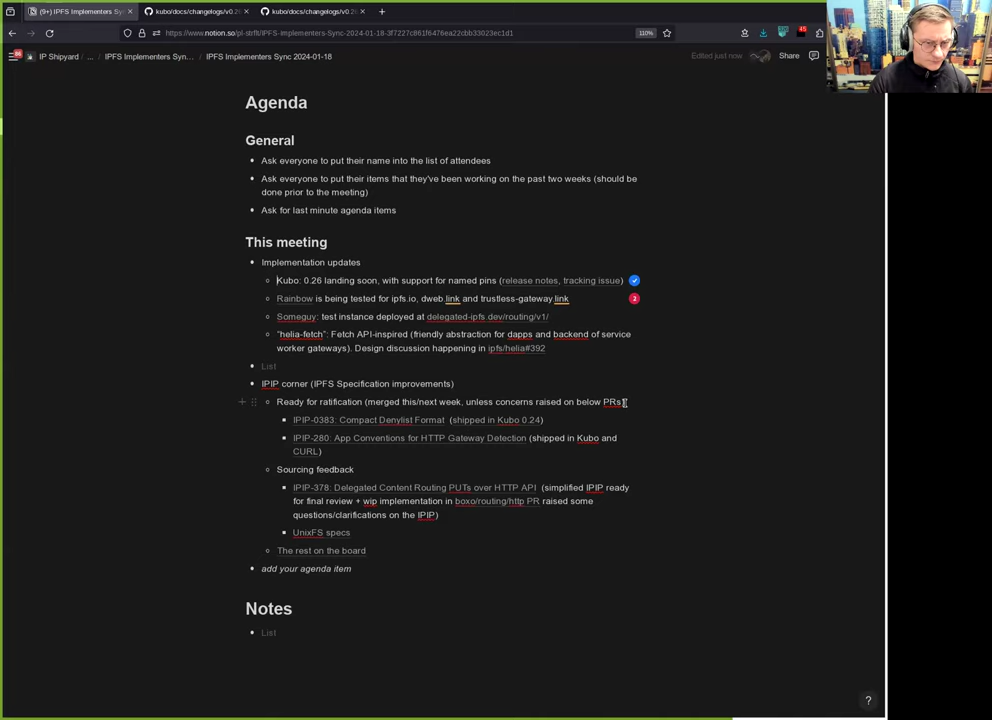 (9+) IPFS Implementers Syn
kubo/docs/changelogs/v0.2
kubo/docs/changelogs/v0.2
https://www.notion.so/pl-strflt/IPFS-Implementers-Sync-2024-01-18-3f7227c861f6476ea22cbb33023ec1d1
110%
45
86
IP Shipyard / ... / IPFS Implementers Syn… / IPFS Implementers Sync 2024-01-18
Edited just now
Share
Agenda
General
• Ask everyone to put their name into the list of attendees
• Ask everyone to put their items that they've been working on the past two weeks (should be
done prior to the meeting)
• Ask for last minute agenda items
This meeting
• Implementation updates
◦ Kubo: 0.26 landing soon, with support for named pins (release notes, tracking issue)
◦ Rainbow is being tested for ipfs.io, dweb.link and trustless-gateway.link
3
◦ Someguy: test instance deployed at delegated-ipfs.dev/routing/v1/
◦ "helia-fetch": Fetch API-inspired (friendly abstraction for dapps and backend of service
worker gateways). Design discussion happening in ipfs/helia#392
• List
• IPIP corner (IPFS Specification improvements)
◦ Ready for ratification (merged this/next week, unless concerns raised on below PRs)
▪ IPIP-0383: Compact Denylist Format (shipped in Kubo 0.24)
▪ IPIP-280: App Conventions for HTTP Gateway Detection (shipped in Kubo and
CURL)
◦ Sourcing feedback
▪ IPIP-378: Delegated Content Routing PUTs over HTTP API (simplified IPIP ready
for final review + wip implementation in boxo/routing/http PR raised some
questions/clarifications on the IPIP)
▪ UnixFS specs
◦ The rest on the board
• add your agenda item
Notes
• List
?